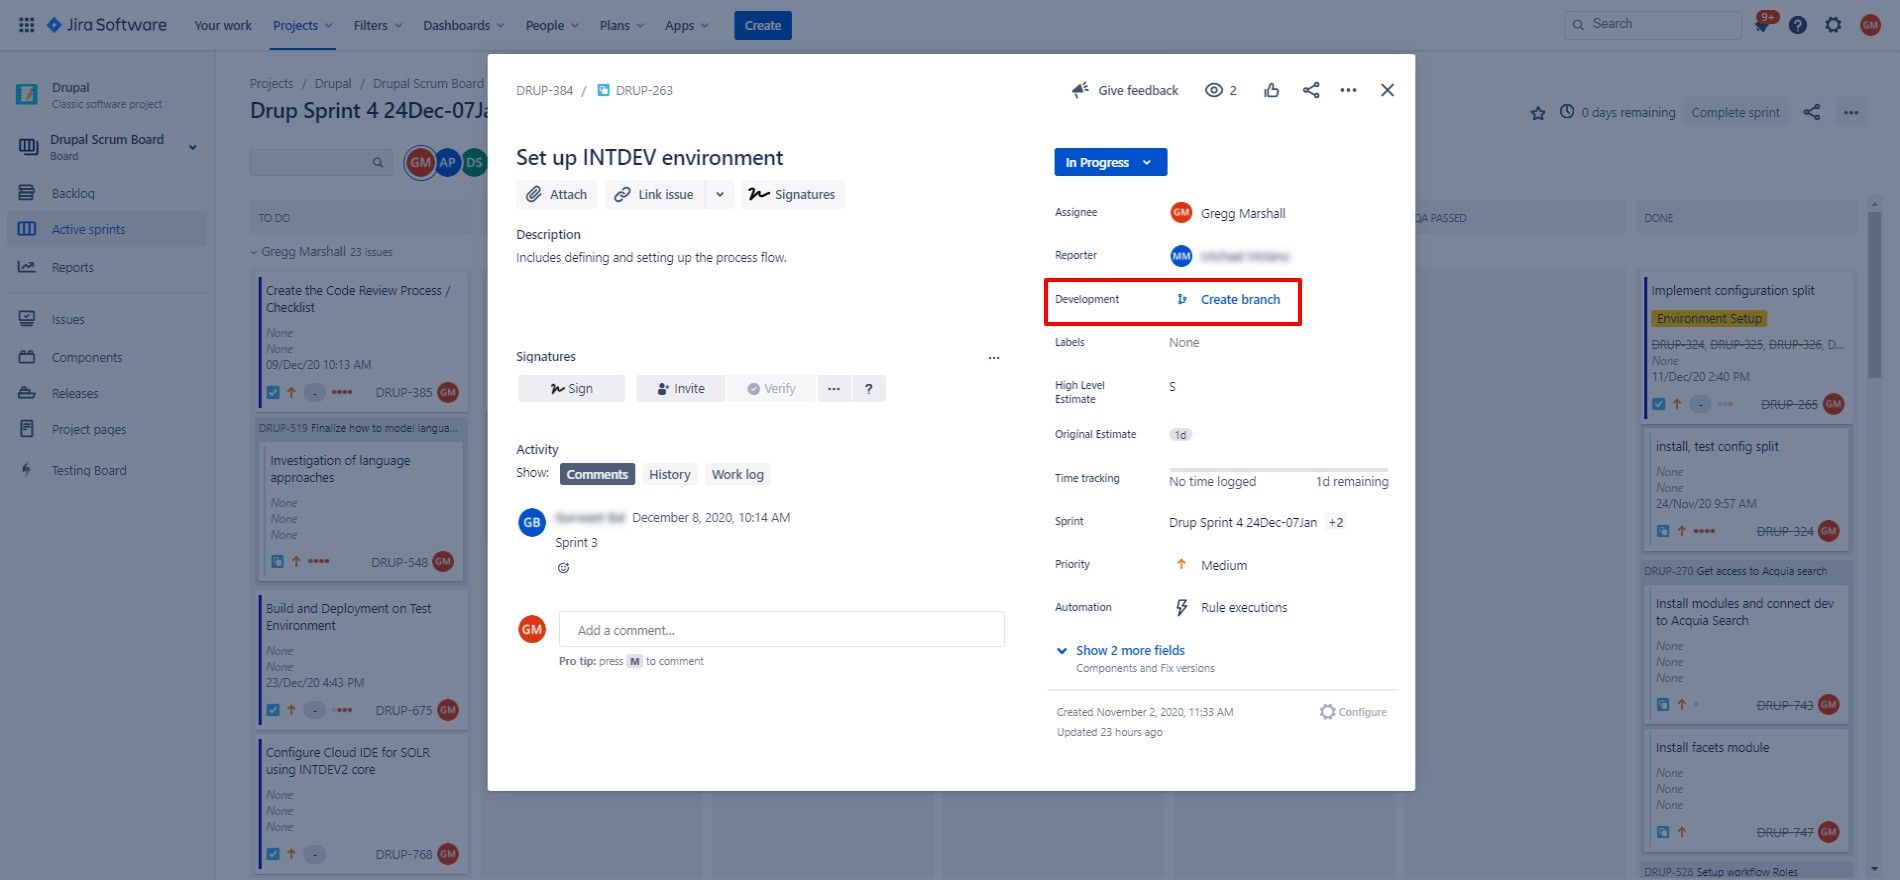 Jira Software
Your work
Projects
Filters
Dashboards
People
Plans
Apps
Create
Search
9+
?
GM
Drupal
Classic software project
Drupal Scrum Board
Board
Backlog
Active sprints
Reports
Issues
Components
Releases
Project pages
Testing Board
Projects / Drupal / Drupal Scrum Board
Drup Sprint 4 24Dec-07Ja
GM AP DS
0 days remaining
Complete sprint
TO DO
QA PASSED
DONE
Gregg Marshall 23 issues
Create the Code Review Process /
Checklist
None
None
09/Dec/20 10:13 AM
- DRUP-385 GM
DRUP-519 Finalize how to model langua...
Investigation of language
approaches
None
None
None
DRUP-548 GM
Build and Deployment on Test
Environment
None
None
23/Dec/20 4:43 PM
- DRUP-675 GM
Configure Cloud IDE for SOLR
using INTDEV2 core
None
None
None
- DRUP-768 GM
DRUP-384 / DRUP-263
Give feedback
2
Set up INTDEV environment
Attach
Link issue
Signatures
Description
Includes defining and setting up the process flow.
Signatures
Sign
Invite
Verify
?
Activity
Show: Comments History Work log
GB December 8, 2020, 10:14 AM
Sprint 3
GM Add a comment...
Pro tip: press M to comment
In Progress
Assignee GM Gregg Marshall
Reporter MM
Development Create branch
Labels None
High Level
Estimate S
Original Estimate 1d
Time tracking No time logged 1d remaining
Sprint Drup Sprint 4 24Dec-07Jan +2
Priority Medium
Automation Rule executions
Show 2 more fields
Components and Fix versions
Created November 2, 2020, 11:33 AM
Configure
Updated 23 hours ago
Implement configuration split
Environment Setup
DRUP-324, DRUP-325, DRUP-326, D...
None
11/Dec/20 2:40 PM
- DRUP-265 GM
install, test config split
None
None
24/Nov/20 9:57 AM
DRUP-324 GM
DRUP-270 Get access to Acquia search
Install modules and connect dev
to Acquia Search
None
None
None
DRUP-743 GM
Install facets module
None
None
None
DRUP-747 GM
DRUP-528 Setup workflow Roles